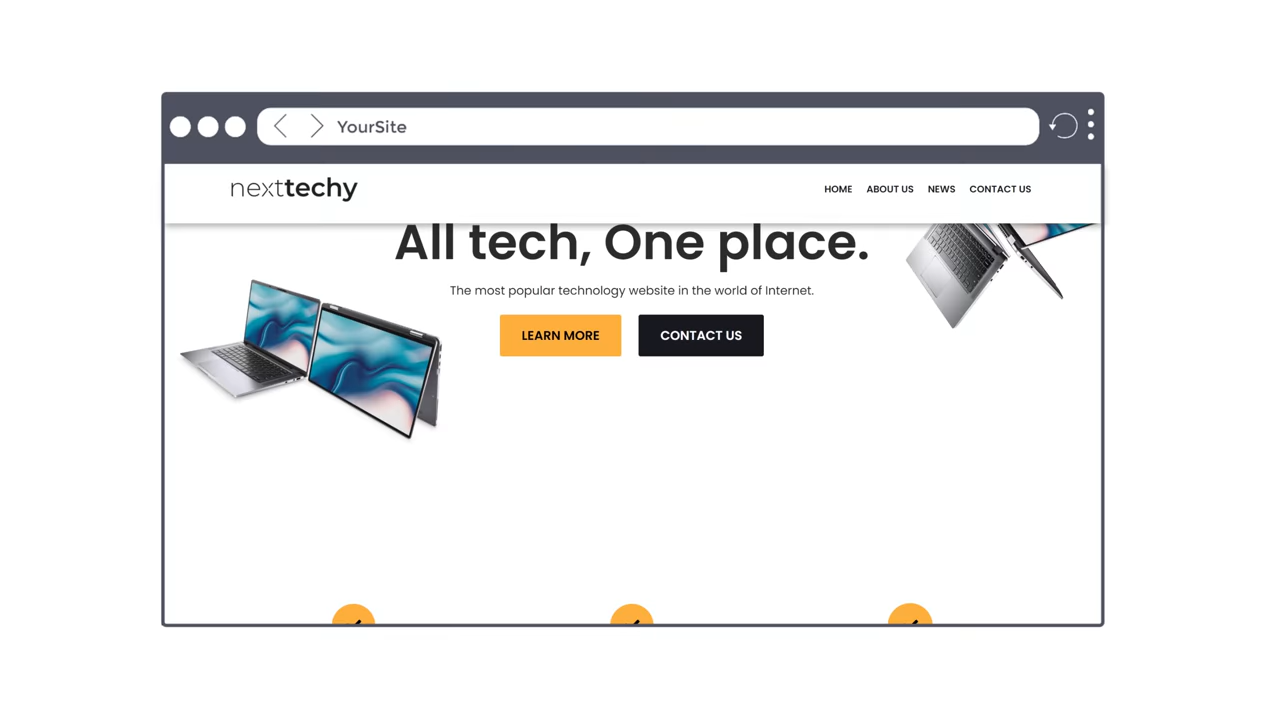 YourSite
nexttechy HOME ABOUT US NEWS CONTACT US
All tech, One place.
The most popular technology website in the world of Internet.
LEARN MORE CONTACT US